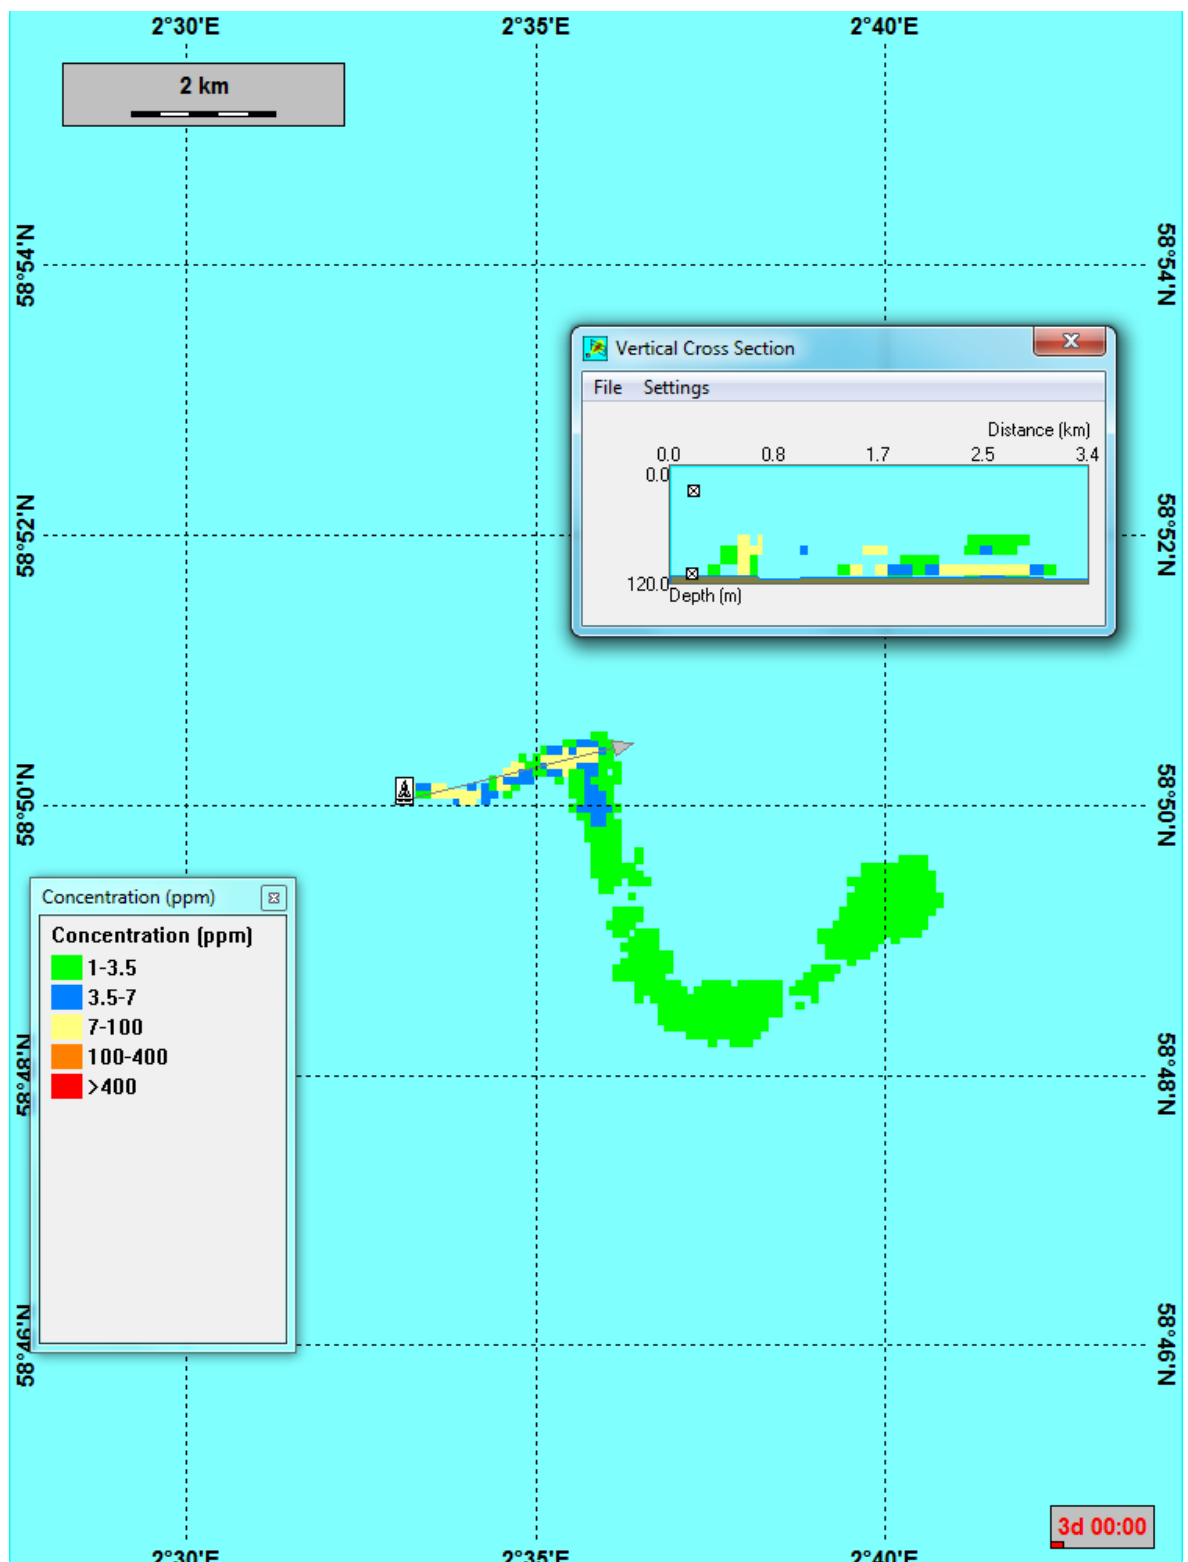 2°30'E 2°35'E 2°40'E
2 km
58°54'N 58°54'N
Vertical Cross Section
File Settings
Distance (km)
0.0 0.8 1.7 2.5 3.4
0.0
120.0
Depth (m)
58°52'N 58°52'N
58°50'N 58°50'N
Concentration (ppm)
Concentration (ppm)
1-3.5
3.5-7
7-100
100-400
>400
58°48'N 58°48'N
58°46'N 58°46'N
3d 00:00
2°30'E 2°35'E 2°40'E